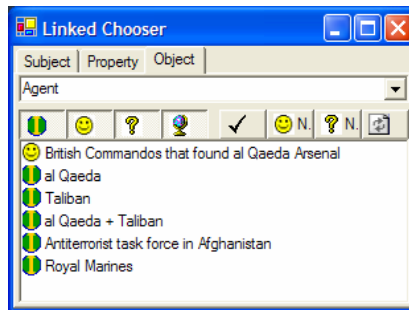 Linked Chooser
Subject Property Object
Agent
? ✓ N. ? N.
British Commandos that found al Qaeda Arsenal
al Qaeda
Taliban
al Qaeda + Taliban
Antiterrorist task force in Afghanistan
Royal Marines